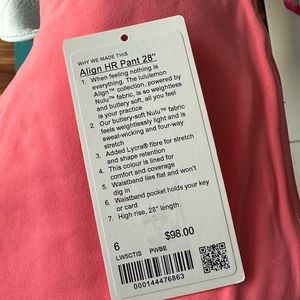 WHY WE MADE THIS
Align HR Pant 28"
1. When feeling nothing is
everything. The lululemon
Align™ collection, powered by
Nulu™ fabric, is so weightless
and buttery soft, all you feel
is your practice
2. Our buttery-soft Nulu™ fabric
feels weightlessly light and is
sweat-wicking and four-way
stretch
3. Added Lycra® fibre for stretch
and shape retention
4. This colour is lined for
comfort and coverage
5. Waistband lies flat and won't
dig in
6. Waistband pocket holds your key
or card
7. High rise, 28" length
6 $98.00
LW5CTIS PWBE
000144476863